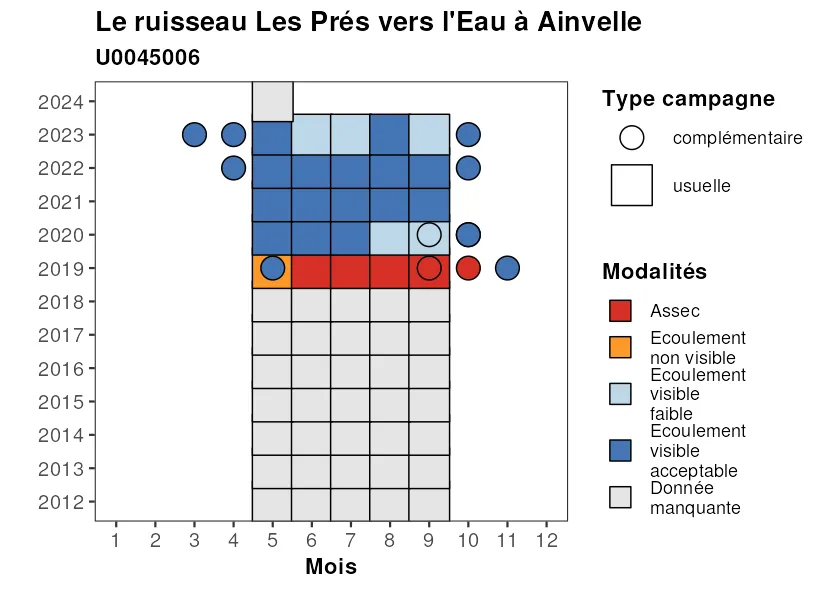 Le ruisseau Les Prés vers l'Eau à Ainvelle
U0045006
2024
2023
2022
2021
2020
2019
2018
2017
2016
2015
2014
2013
2012
1 2 3 4 5 6 7 8 9 10 11 12
Mois
Type campagne
complémentaire
usuelle
Modalités
Assec
Ecoulement
non visible
Ecoulement
visible
faible
Ecoulement
visible
acceptable
Donnée
manquante